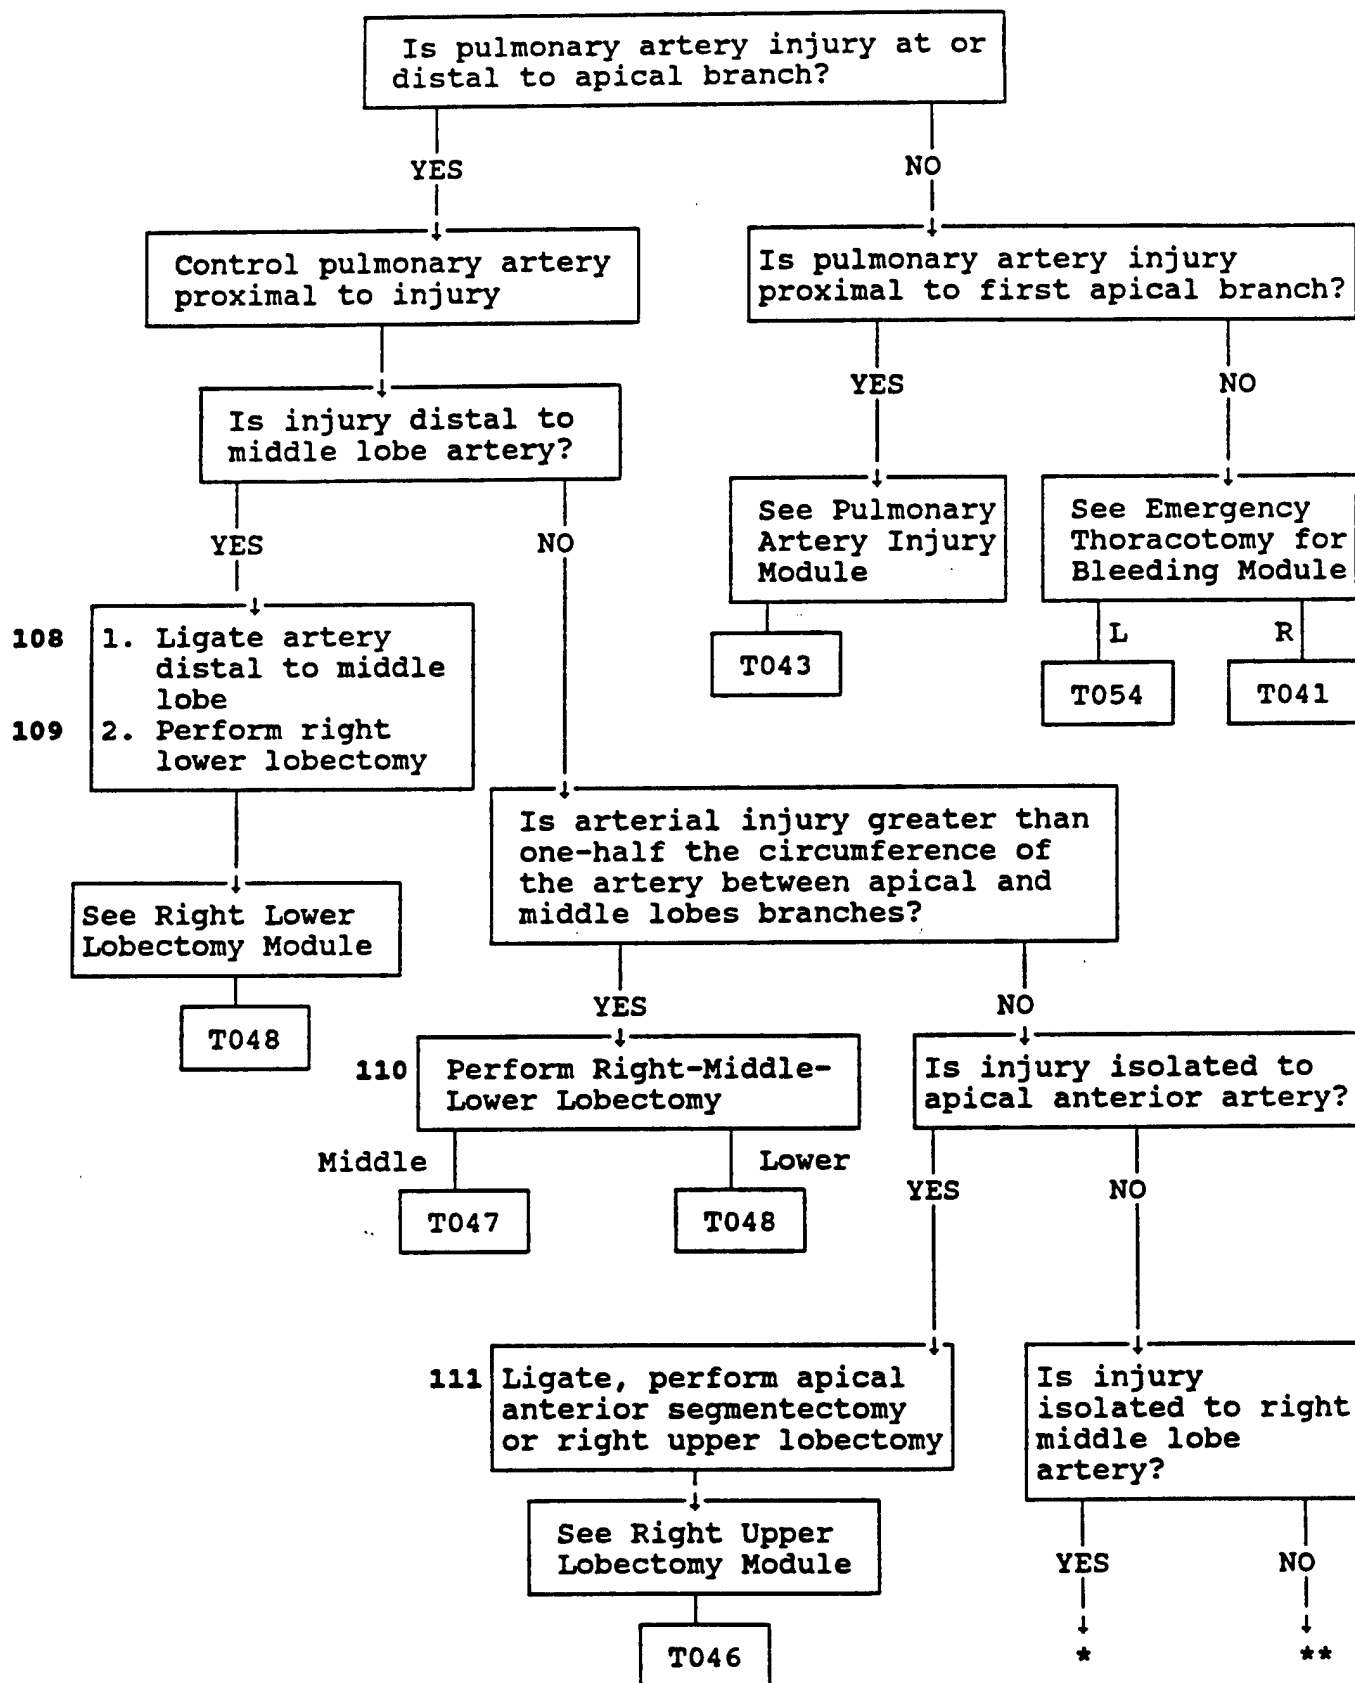 Is pulmonary artery injury at or
distal to apical branch?
YES
NO
Control pulmonary artery
proximal to injury
Is pulmonary artery injury
proximal to first apical branch?
YES
NO
Is injury distal to
middle lobe artery?
See Pulmonary
Artery Injury
Module
See Emergency
Thoracotomy for
Bleeding Module
YES
NO
L
R
T043
T054
T041
108 1. Ligate artery
distal to middle
lobe
109 2. Perform right
lower lobectomy
Is arterial injury greater than
one-half the circumference of
the artery between apical and
middle lobes branches?
See Right Lower
Lobectomy Module
T048
YES
NO
110 Perform Right-Middle-
Lower Lobectomy
Is injury isolated to
apical anterior artery?
Middle
Lower
T047
T048
YES
NO
111 Ligate, perform apical
anterior segmentectomy
or right upper lobectomy
Is injury
isolated to right
middle lobe
artery?
See Right Upper
Lobectomy Module
T046
YES
NO
*
**